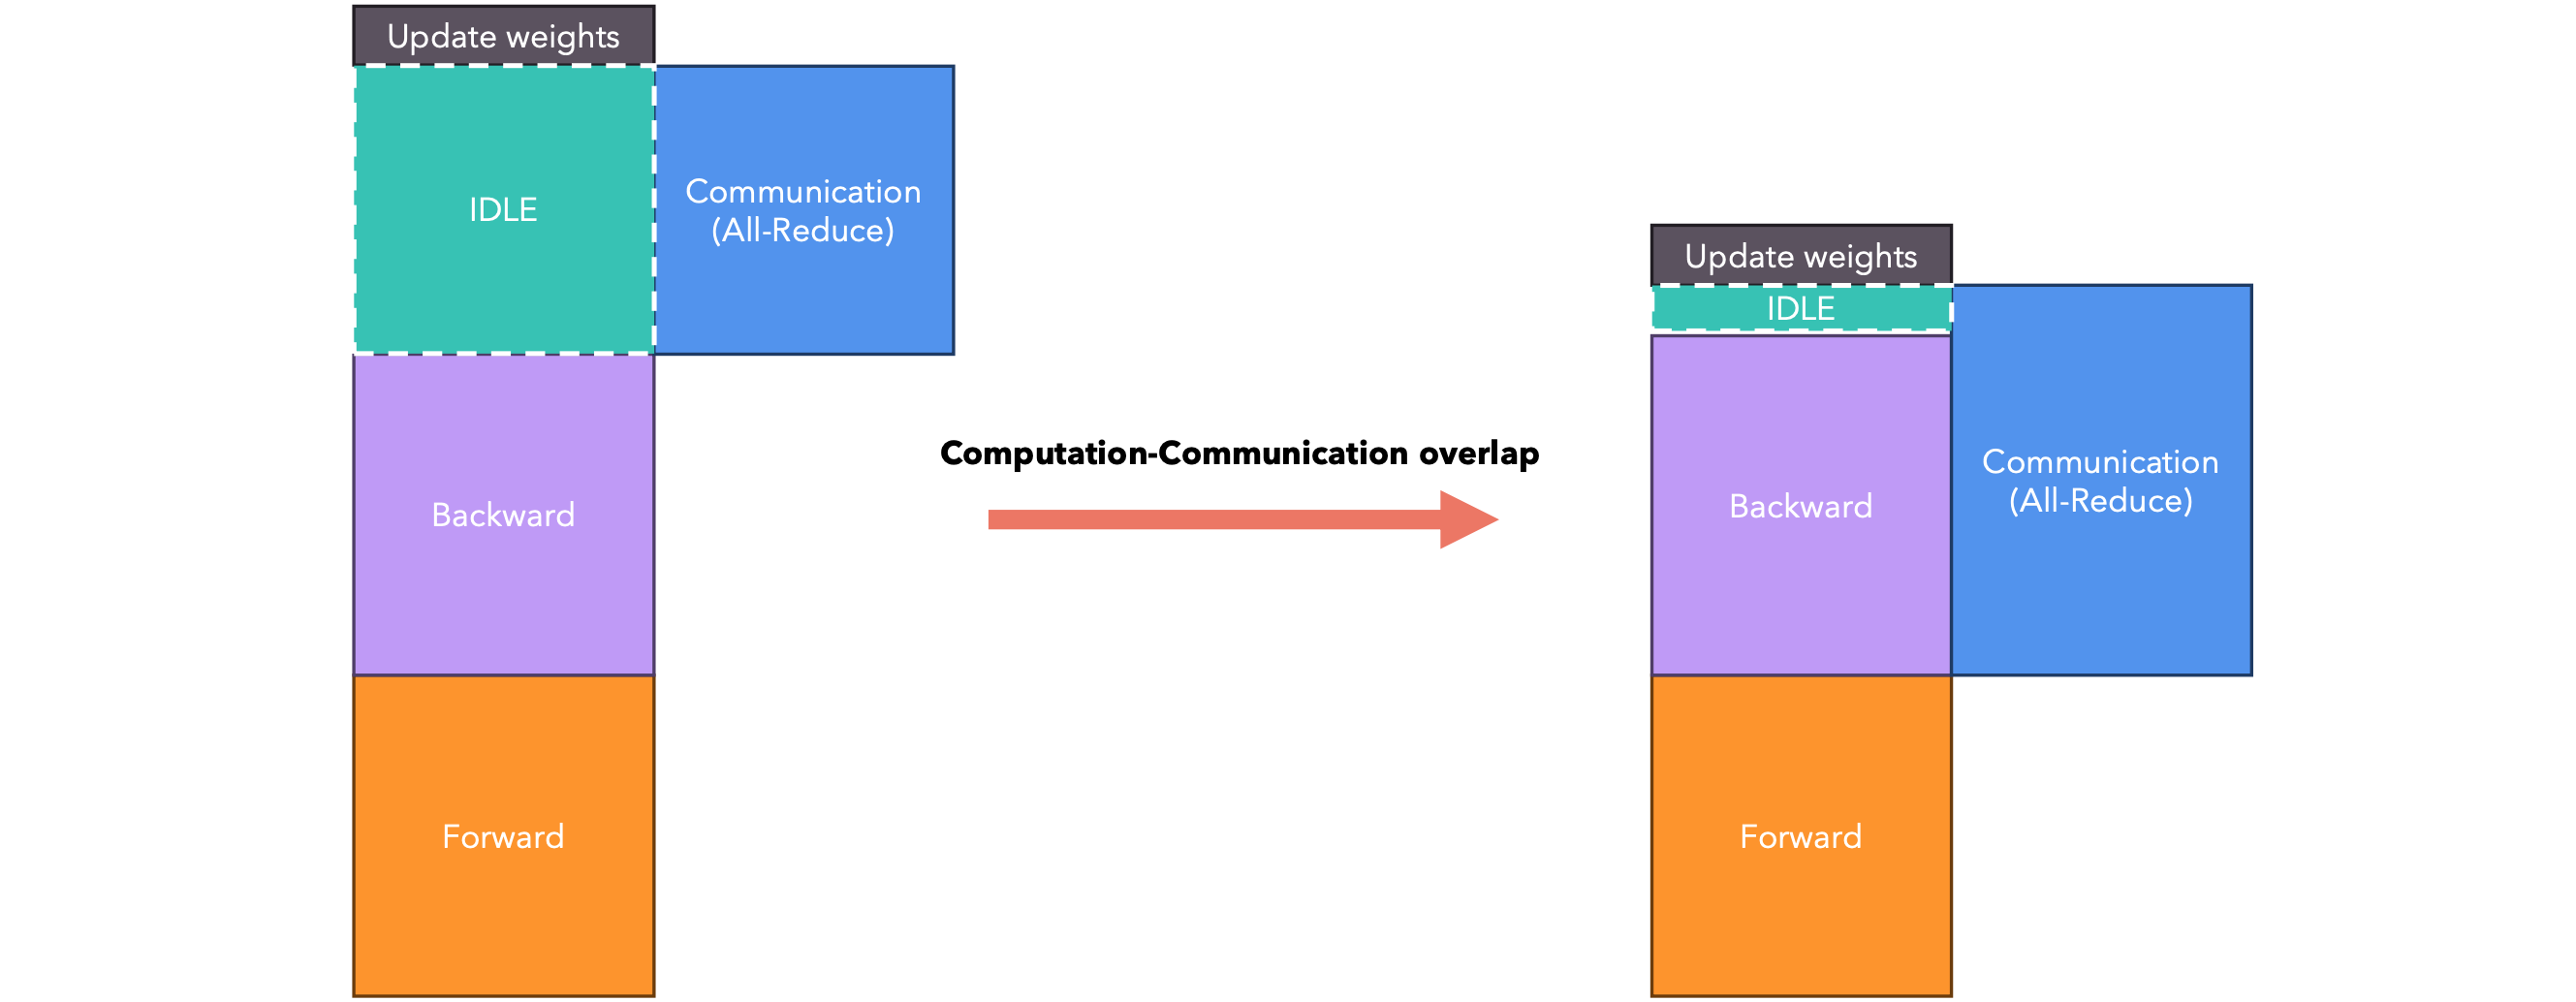 Update weights
IDLE
Communication
(All-Reduce)
Backward
Forward
Computation-Communication overlap
Update weights
IDLE
Backward
Communication
(All-Reduce)
Forward